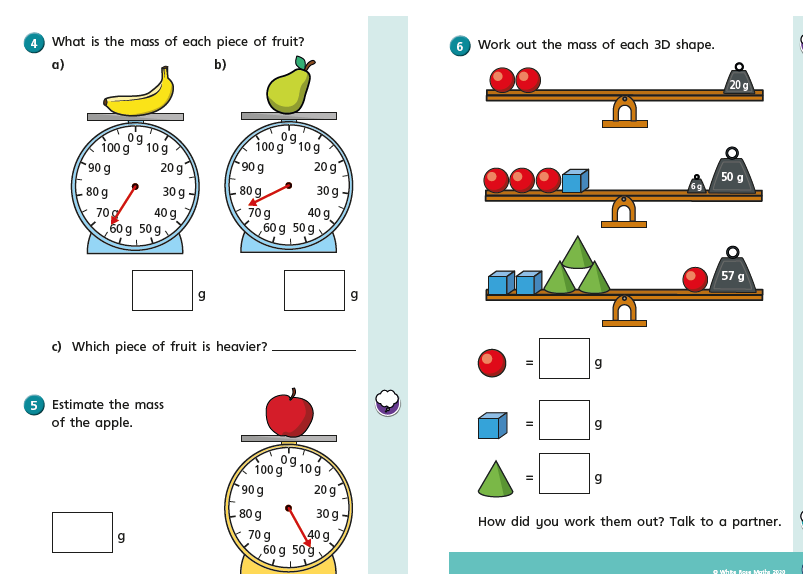 4 What is the mass of each piece of fruit?
a) b)
0 g 10 g 20 g 30 g 40 g 50 g 60 g 70 g 80 g 90 g 100 g
0 g 10 g 20 g 30 g 40 g 50 g 60 g 70 g 80 g 90 g 100 g
g g
c) Which piece of fruit is heavier?
5 Estimate the mass
of the apple.
0 g 10 g 20 g 30 g 40 g 50 g 60 g 70 g 80 g 90 g 100 g
g
6 Work out the mass of each 3D shape.
20 g
6 g 50 g
57 g
= g
= g
= g
How did you work them out? Talk to a partner.
© White Rose Maths 2020